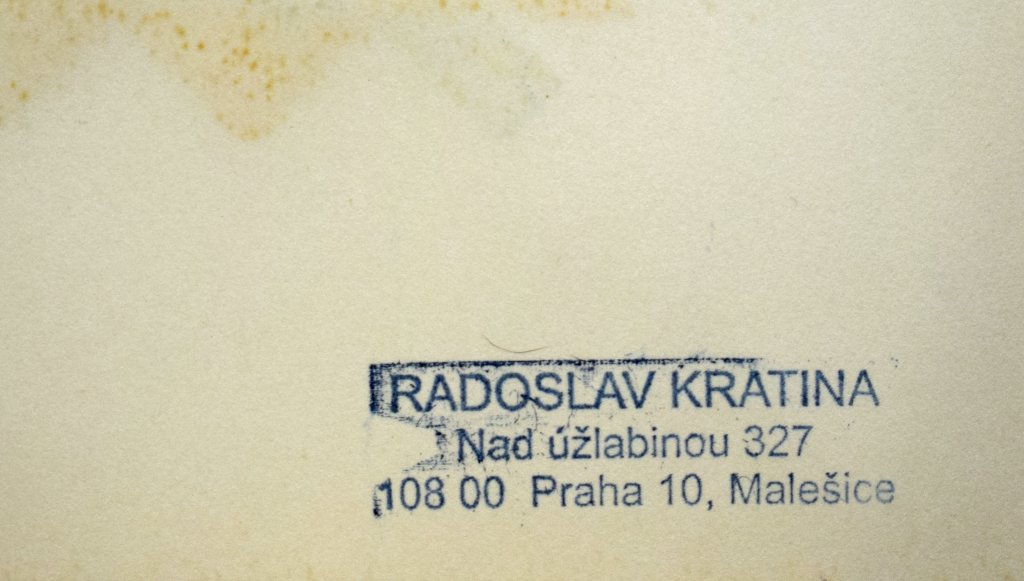 RADOSLAV KRATINA
Nad úžlabinou 327
108 00 Praha 10, Malešice